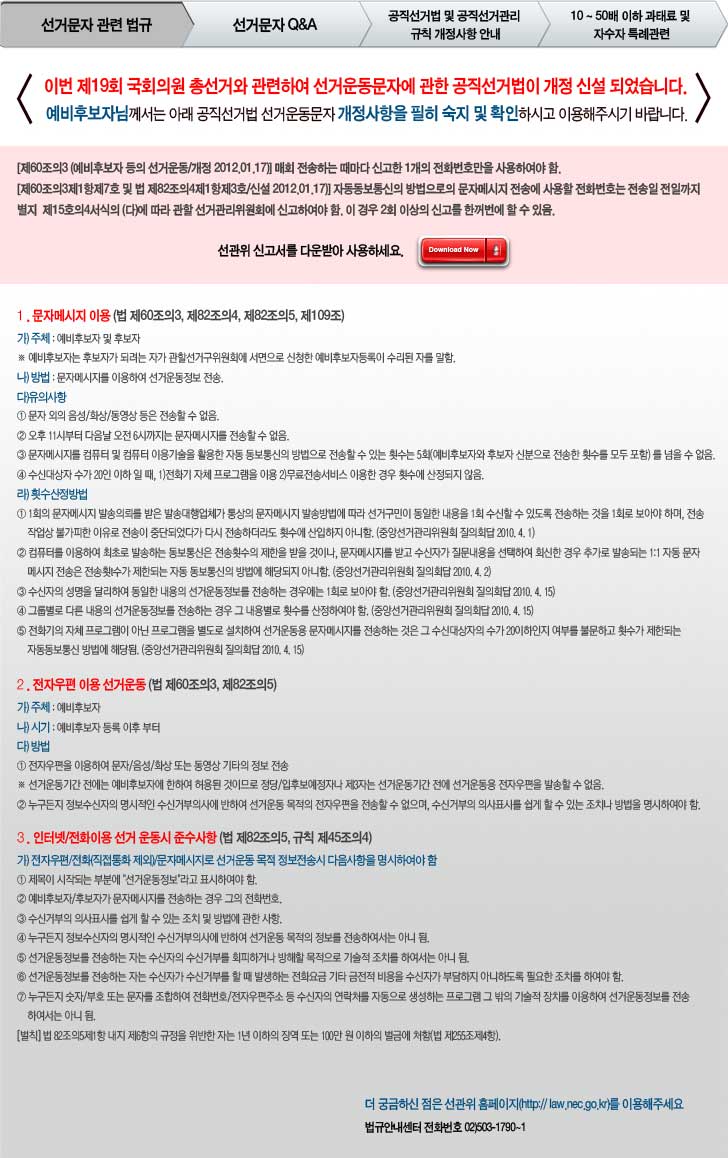 선거문자 관련 법규
선거문자 Q&A
공직선거법 및 공직선거관리
규칙 개정사항 안내
10 ~ 50배 이하 과태료 및
자수자 특례관련
이번 제19회 국회의원 총선거와 관련하여 선거운동문자에 관한 공직선거법이 개정 신설 되었습니다.
예비후보자님께서는 아래 공직선거법 선거운동문자 개정사항을 필히 숙지 및 확인하시고 이용해주시기 바랍니다.
[제60조의3 (예비후보자 등의 선거운동/개정 2012.01.17)] 매회 전송하는 때마다 신고한 1개의 전화번호만을 사용하여야 함.
[제60조의3제1항제7호 및 법 제82조의4제1항제3호/신설 2012.01.17)] 자동동보통신의 방법으로의 문자메시지 전송에 사용할 전화번호는 전송일 전일까지
별지 제15호의4서식의 (다)에 따라 관할 선거관리위원회에 신고하여야 함. 이 경우 2회 이상의 신고를 한꺼번에 할 수 있음.
선관위 신고서를 다운받아 사용하세요.
Download Now
1 . 문자메시지 이용 (법 제60조의3, 제82조의4, 제82조의5, 제109조)
가) 주체 : 예비후보자 및 후보자
※ 예비후보자는 후보자가 되려는 자가 관할선거구위원회에 서면으로 신청한 예비후보자등록이 수리된 자를 말함.
나) 방법 : 문자메시지를 이용하여 선거운동정보 전송.
다)유의사항
① 문자 외의 음성/화상/동영상 등은 전송할 수 없음.
② 오후 11시부터 다음날 오전 6시까지는 문자메시지를 전송할 수 없음.
③ 문자메시지를 컴퓨터 및 컴퓨터 이용기술을 활용한 자동 동보통신의 방법으로 전송할 수 있는 횟수는 5회(예비후보자와 후보자 신분으로 전송한 횟수를 모두 포함) 를 넘을 수 없음.
④ 수신대상자 수가 20인 이하 일 때, 1)전화기 자체 프로그램을 이용 2)무료전송서비스 이용한 경우 횟수에 산정되지 않음.
라) 횟수산정방법
① 1회의 문자메시지 발송의뢰를 받은 발송대행업체가 통상의 문자메시지 발송방법에 따라 선거구민이 동일한 내용을 1회 수신할 수 있도록 전송하는 것을 1회로 보아야 하며, 전송
작업상 불가피한 이유로 전송이 중단되었다가 다시 전송하더라도 횟수에 산입하지 아니함. (중앙선거관리위원회 질의회답 2010. 4. 1)
② 컴퓨터를 이용하여 최초로 발송하는 동보통신은 전송횟수의 제한을 받을 것이나, 문자메시지를 받고 수신자가 질문내용을 선택하여 회신한 경우 추가로 발송되는 1:1 자동 문자
메시지 전송은 전송횟수가 제한되는 자동 동보통신의 방법에 해당되지 아니함. (중앙선거관리위원회 질의회답 2010. 4. 2)
③ 수신자의 성명을 달리하여 동일한 내용의 선거운동정보를 전송하는 경우에는 1회로 보아야 함. (중앙선거관리위원회 질의회답 2010. 4. 15)
④ 그룹별로 다른 내용의 선거운동정보를 전송하는 경우 그 내용별로 횟수를 산정하여야 함. (중앙선거관리위원회 질의회답 2010. 4. 15)
⑤ 전화기의 자체 프로그램이 아닌 프로그램을 별도로 설치하여 선거운동용 문자메시지를 전송하는 것은 그 수신대상자의 수가 20이하인지 여부를 불문하고 횟수가 제한되는
자동동보통신 방법에 해당됨. (중앙선거관리위원회 질의회답 2010. 4. 15)
2 . 전자우편 이용 선거운동 (법 제60조의3, 제82조의5)
가) 주체 : 예비후보자
나) 시기 : 예비후보자 등록 이후 부터
다) 방법
① 전자우편을 이용하여 문자/음성/화상 또는 동영상 기타의 정보 전송
※ 선거운동기간 전에는 예비후보자에 한하여 허용된 것이므로 정당/입후보예정자나 제3자는 선거운동기간 전에 선거운동용 전자우편을 발송할 수 없음.
② 누구든지 정보수신자의 명시적인 수신거부의사에 반하여 선거운동 목적의 전자우편을 전송할 수 없으며, 수신거부의 의사표시를 쉽게 할 수 있는 조치나 방법을 명시하여야 함.
3 . 인터넷/전화이용 선거 운동시 준수사항 (법 제82조의5, 규칙 제45조의4)
가) 전자우편/전화(직접통화 제외)/문자메시지로 선거운동 목적 정보전송시 다음사항을 명시하여야 함
① 제목이 시작되는 부분에 "선거운동정보"라고 표시하여야 함.
② 예비후보자/후보자가 문자메시지를 전송하는 경우 그의 전화번호.
③ 수신거부의 의사표시를 쉽게 할 수 있는 조치 및 방법에 관한 사항.
④ 누구든지 정보수신자의 명시적인 수신거부의사에 반하여 선거운동 목적의 정보를 전송하여서는 아니 됨.
⑤ 선거운동정보를 전송하는 자는 수신자의 수신거부를 회피하거나 방해할 목적으로 기술적 조치를 하여서는 아니 됨.
⑥ 선거운동정보를 전송하는 자는 수신자가 수신거부를 할 때 발생하는 전화요금 기타 금전적 비용을 수신자가 부담하지 아니하도록 필요한 조치를 하여야 함.
⑦ 누구든지 숫자/부호 또는 문자를 조합하여 전화번호/전자우편주소 등 수신자의 연락처를 자동으로 생성하는 프로그램 그 밖의 기술적 장치를 이용하여 선거운동정보를 전송
하여서는 아니 됨.
[벌칙] 법 82조의5제1항 내지 제6항의 규정을 위반한 자는 1년 이하의 징역 또는 100만 원 이하의 벌금에 처함(법 제255조제4항).
더 궁금하신 점은 선관위 홈페이지(http:// law.nec.go.kr)를 이용해주세요
법규안내센터 전화번호 02)503-1790~1